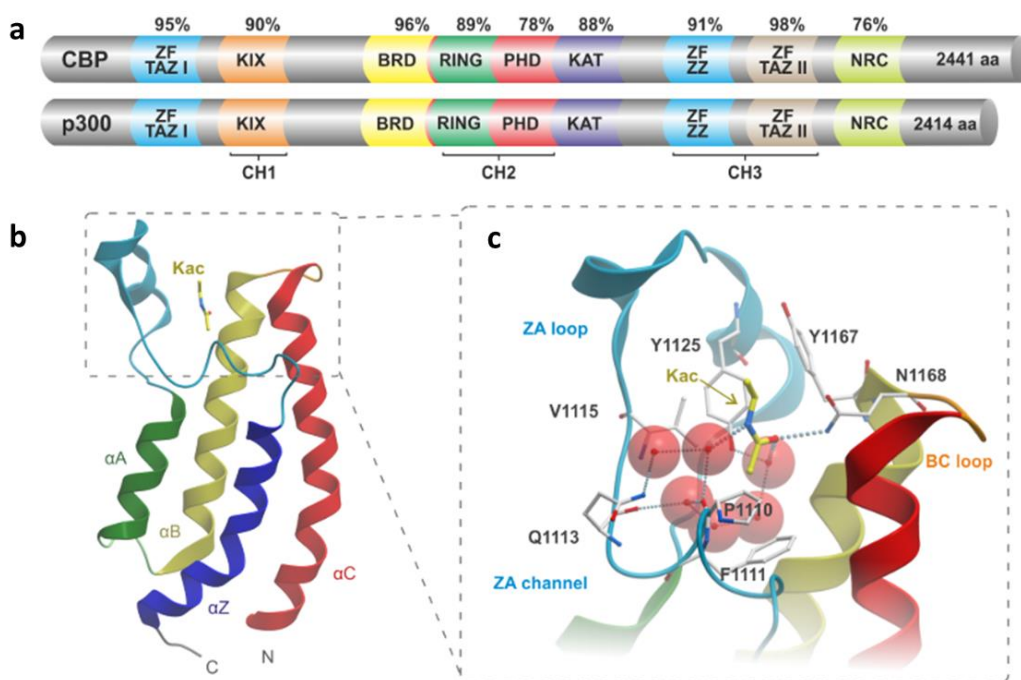 a
95% 90% 96% 89% 78% 88% 91% 98% 76%
CBP ZF TAZ I KIX BRD RING PHD KAT ZF ZZ ZF TAZ II NRC 2441 aa
p300 ZF TAZ I KIX BRD RING PHD KAT ZF ZZ ZF TAZ II NRC 2414 aa
CH1 CH2 CH3
b
Kac
αA
αB
αZ
αC
C
N
c
ZA loop
Y1125
Y1167
Kac
N1168
V1115
BC loop
P1110
Q1113
F1111
ZA channel